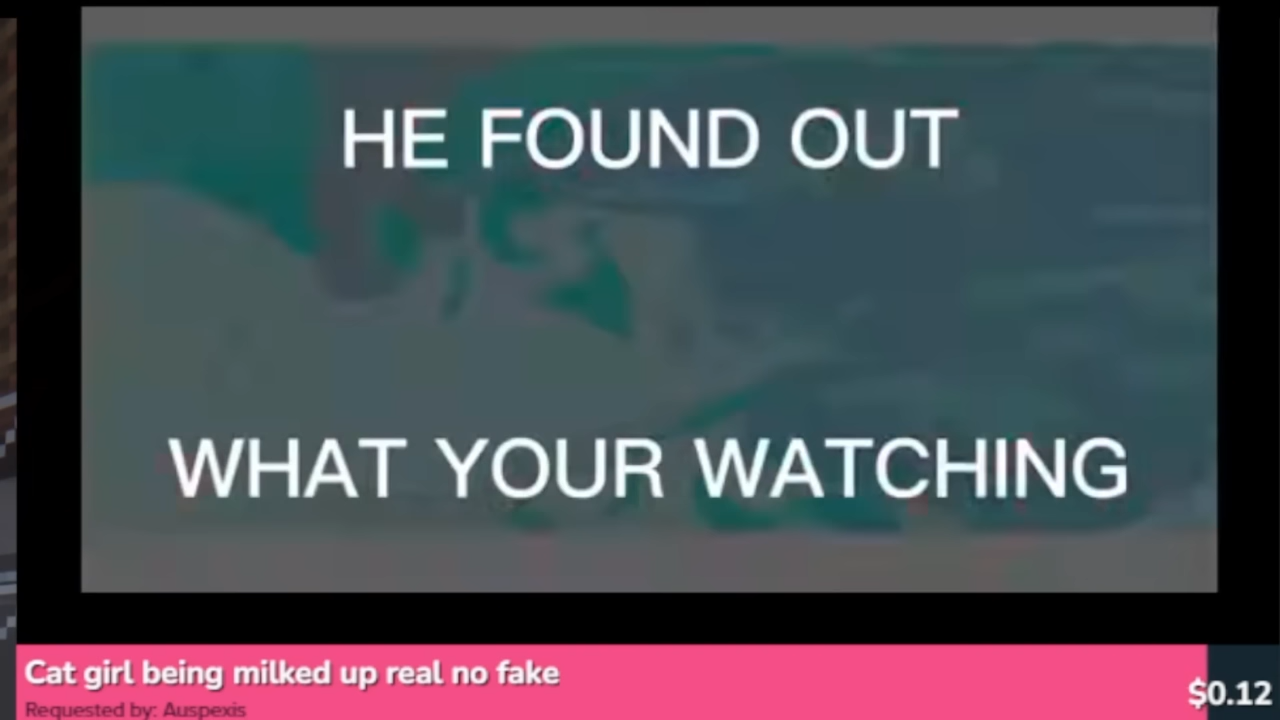 HE FOUND OUT
WHAT YOUR WATCHING
Cat girl being milked up real no fake
Requested by: Auspexis
$0.12